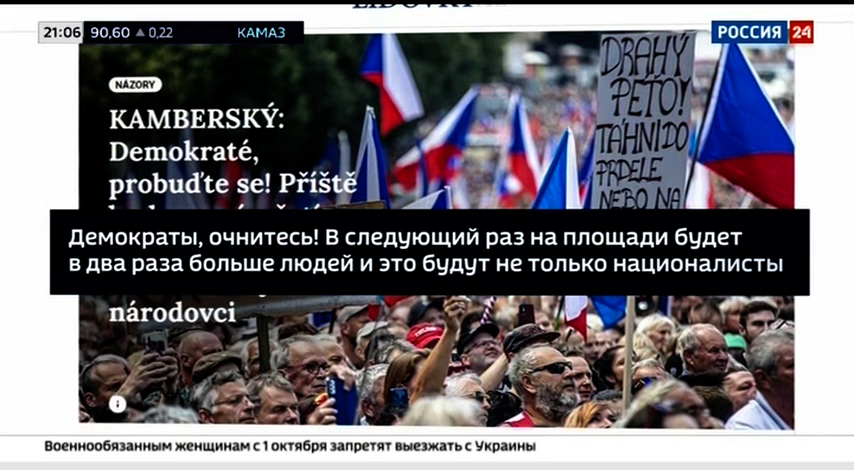 21:06 90,60 ▲ 0,22 КАМАЗ
РОССИЯ 24
NÁZORY
KAMBERSKÝ:
Demokraté,
probuďte se! Příště
národovci
DRAHÝ
PEŤO!
TÁHNI DO
PRDELE
NEBO NA
Демократы, очнитесь! В следующий раз на площади будет
в два раза больше людей и это будут не только националисты
Военнообязанным женщинам с 1 октября запретят выезжать с Украины